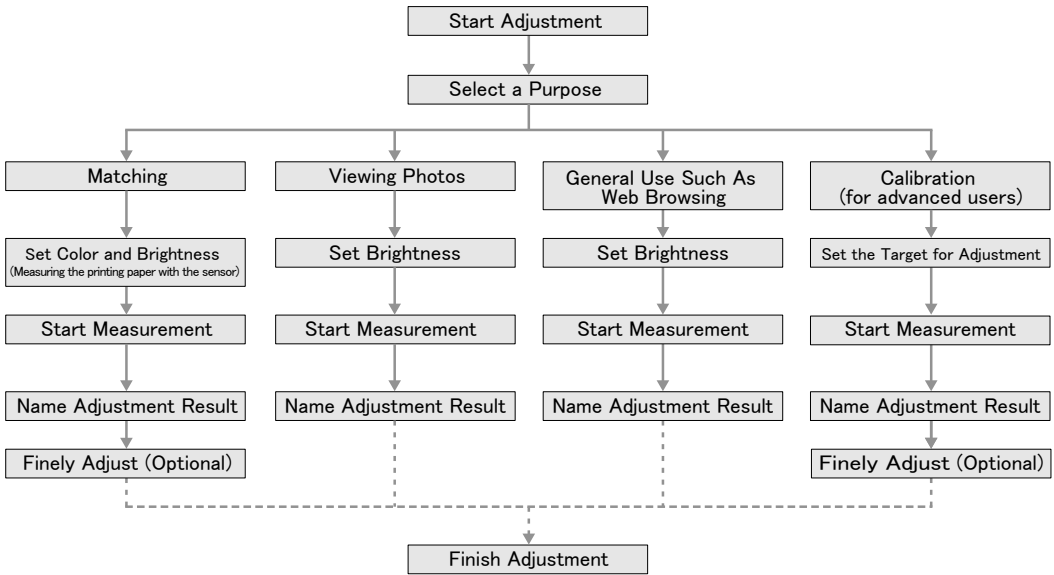 Start Adjustment
Select a Purpose
Matching
Viewing Photos
General Use Such As
Web Browsing
Calibration
(for advanced users)
Set Color and Brightness
(Measuring the printing paper with the sensor)
Set Brightness
Set Brightness
Set the Target for Adjustment
Start Measurement
Start Measurement
Start Measurement
Start Measurement
Name Adjustment Result
Name Adjustment Result
Name Adjustment Result
Name Adjustment Result
Finely Adjust (Optional)
Finely Adjust (Optional)
Finish Adjustment